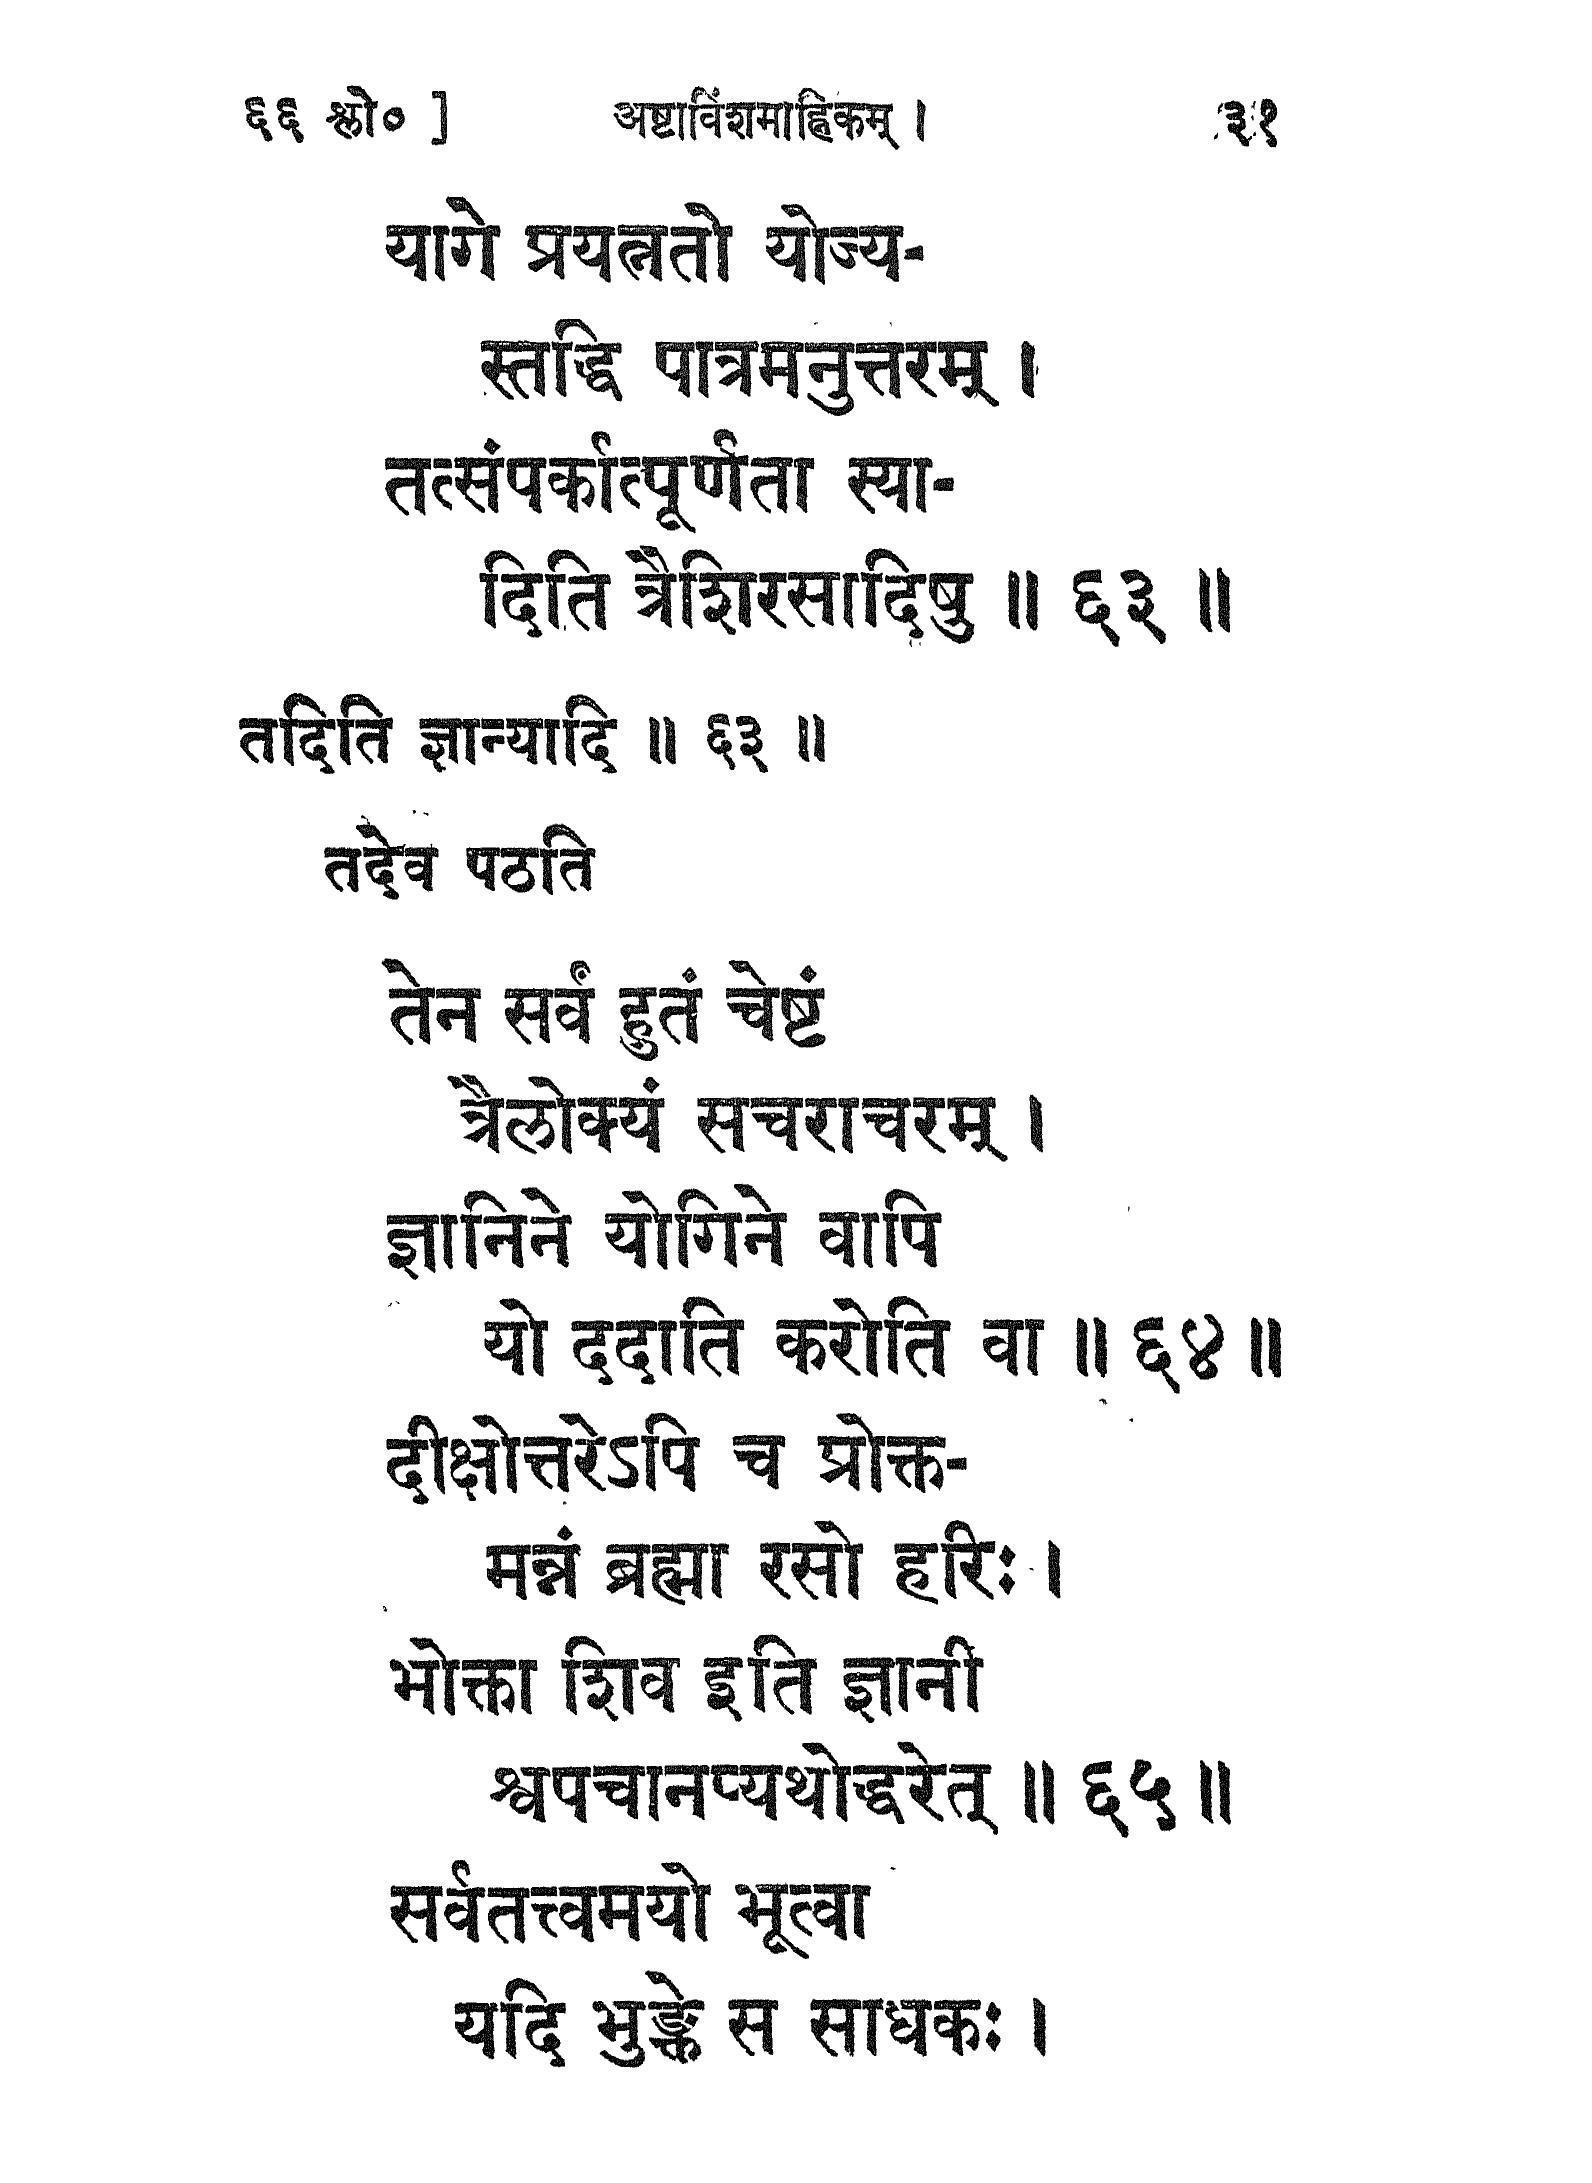 ६६ श्लो० ] अष्टाविंशमाह्निकम् । ३१
यागे प्रयत्नतो योज्य-
स्तद्धि पात्रमनुत्तरम् ।
तत्संपर्कात्पूर्णता स्या-
दिति त्रैशिरसादिषु ॥ ६३ ॥
तदिति ज्ञान्यादि ॥ ६३ ॥
तदेव पठति
तेन सर्वं हुतं चेष्टं
त्रैलोक्यं सचराचरम् ।
ज्ञानिने योगिने वापि
यो ददाति करोति वा ॥ ६४ ॥
दीक्षोत्तरेऽपि च प्रोक्त-
मन्नं ब्रह्मा रसो हरिः ।
भोक्ता शिव इति ज्ञानी
श्वपचानप्यथोद्धरेत् ॥ ६५ ॥
सर्वतत्त्वमयो भूत्वा
यदि भुङ्क्ते स साधकः ।